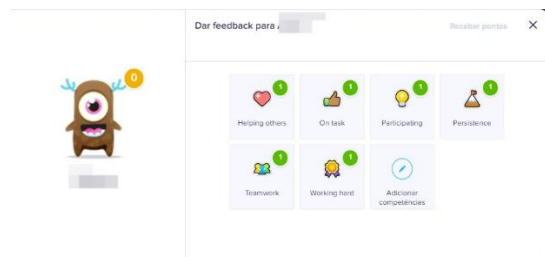 Dar feedback para
Recebar pontos
0
1
Helping others
1
On task
1
Participating
1
Persistence
1
Teamwork
1
Working hard
Adicionar
competências